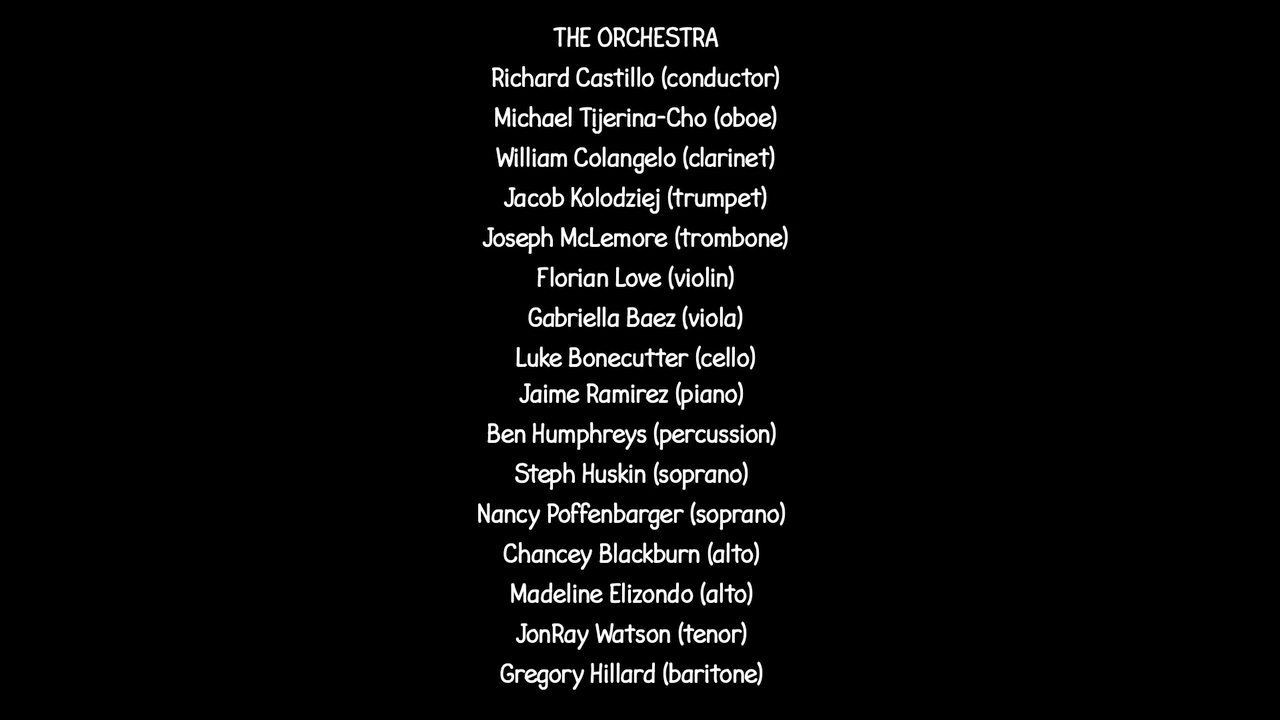 THE ORCHESTRA
Richard Castillo (conductor)
Michael Tijerina-Cho (oboe)
William Colangelo (clarinet)
Jacob Kolodziej (trumpet)
Joseph McLemore (trombone)
Florian Love (violin)
Gabriella Baez (viola)
Luke Bonecutter (cello)
Jaime Ramirez (piano)
Ben Humphreys (percussion)
Steph Huskin (soprano)
Nancy Poffenbarger (soprano)
Chancey Blackburn (alto)
Madeline Elizondo (alto)
JonRay Watson (tenor)
Gregory Hillard (baritone)